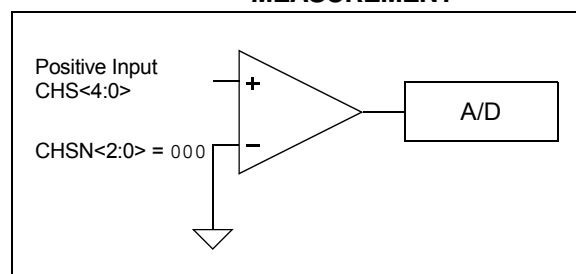 MEASUREMENT
Positive Input
CHS<4:0>
+
A/D
CHSN<2:0> = 000
–